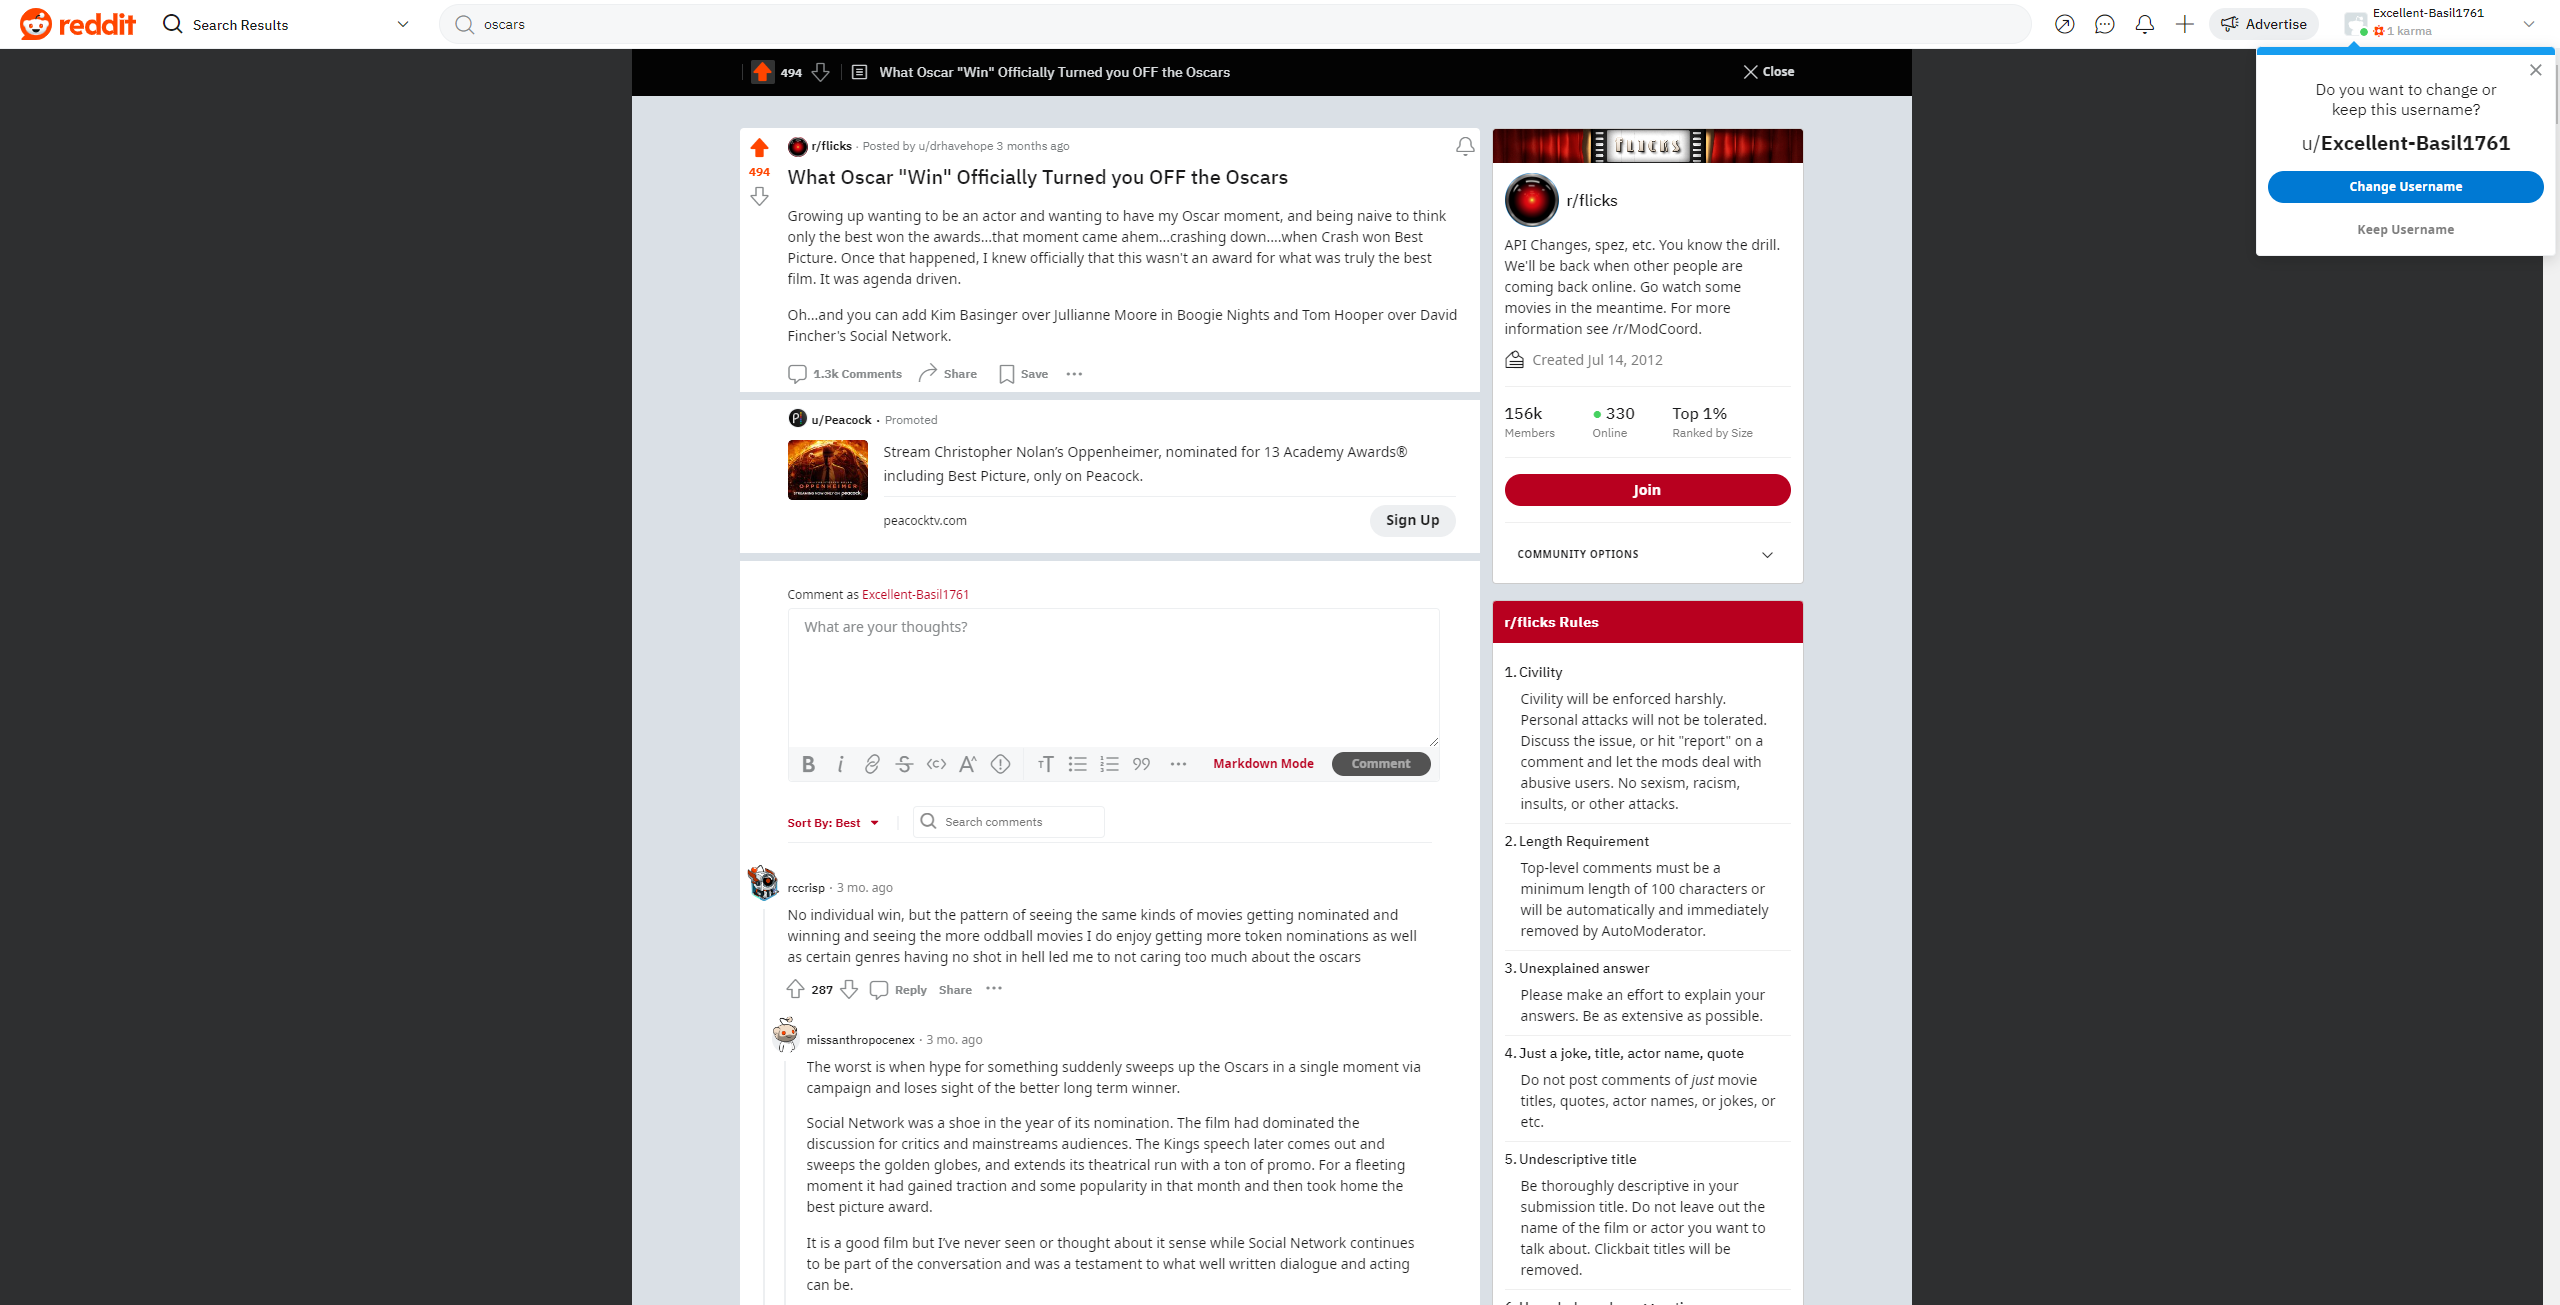 reddit
Search Results
oscars
Advertise
Excellent-Basil1761
1 karma
Do you want to change or
keep this username?
u/Excellent-Basil1761
Change Username
Keep Username
494
What Oscar "Win" Officially Turned you OFF the Oscars
Close
494
r/flicks · Posted by u/drhavehope 3 months ago
What Oscar "Win" Officially Turned you OFF the Oscars
Growing up wanting to be an actor and wanting to have my Oscar moment, and being naive to think
only the best won the awards...that moment came ahem...crashing down....when Crash won Best
Picture. Once that happened, I knew officially that this wasn't an award for what was truly the best
film. It was agenda driven.
Oh...and you can add Kim Basinger over Jullianne Moore in Boogie Nights and Tom Hooper over David
Fincher's Social Network.
1.3k Comments Share Save
u/Peacock · Promoted
OPPENHEIMER
Stream Christopher Nolan's Oppenheimer, nominated for 13 Academy Awards®
including Best Picture, only on Peacock.
peacocktv.com
Sign Up
Comment as Excellent-Basil1761
What are your thoughts?
Markdown Mode
Comment
Sort By: Best
Search comments
rccrisp · 3 mo. ago
No individual win, but the pattern of seeing the same kinds of movies getting nominated and
winning and seeing the more oddball movies I do enjoy getting more token nominations as well
as certain genres having no shot in hell led me to not caring too much about the oscars
287 Reply Share
missanthropocenex · 3 mo. ago
The worst is when hype for something suddenly sweeps up the Oscars in a single moment via
campaign and loses sight of the better long term winner.
Social Network was a shoe in the year of its nomination. The film had dominated the
discussion for critics and mainstreams audiences. The Kings speech later comes out and
sweeps the golden globes, and extends its theatrical run with a ton of promo. For a fleeting
moment it had gained traction and some popularity in that month and then took home the
best picture award.
It is a good film but I've never seen or thought about it sense while Social Network continues
to be part of the conversation and was a testament to what well written dialogue and acting
can be.
FLICKS
r/flicks
API Changes, spez, etc. You know the drill.
We'll be back when other people are
coming back online. Go watch some
movies in the meantime. For more
information see /r/ModCoord.
Created Jul 14, 2012
156k 330 Top 1%
Members Online Ranked by Size
Join
COMMUNITY OPTIONS
r/flicks Rules
1. Civility
Civility will be enforced harshly.
Personal attacks will not be tolerated.
Discuss the issue, or hit "report" on a
comment and let the mods deal with
abusive users. No sexism, racism,
insults, or other attacks.
2. Length Requirement
Top-level comments must be a
minimum length of 100 characters or
will be automatically and immediately
removed by AutoModerator.
3. Unexplained answer
Please make an effort to explain your
answers. Be as extensive as possible.
4. Just a joke, title, actor name, quote
Do not post comments of just movie
titles, quotes, actor names, or jokes, or
etc.
5. Undescriptive title
Be thoroughly descriptive in your
submission title. Do not leave out the
name of the film or actor you want to
talk about. Clickbait titles will be
removed.